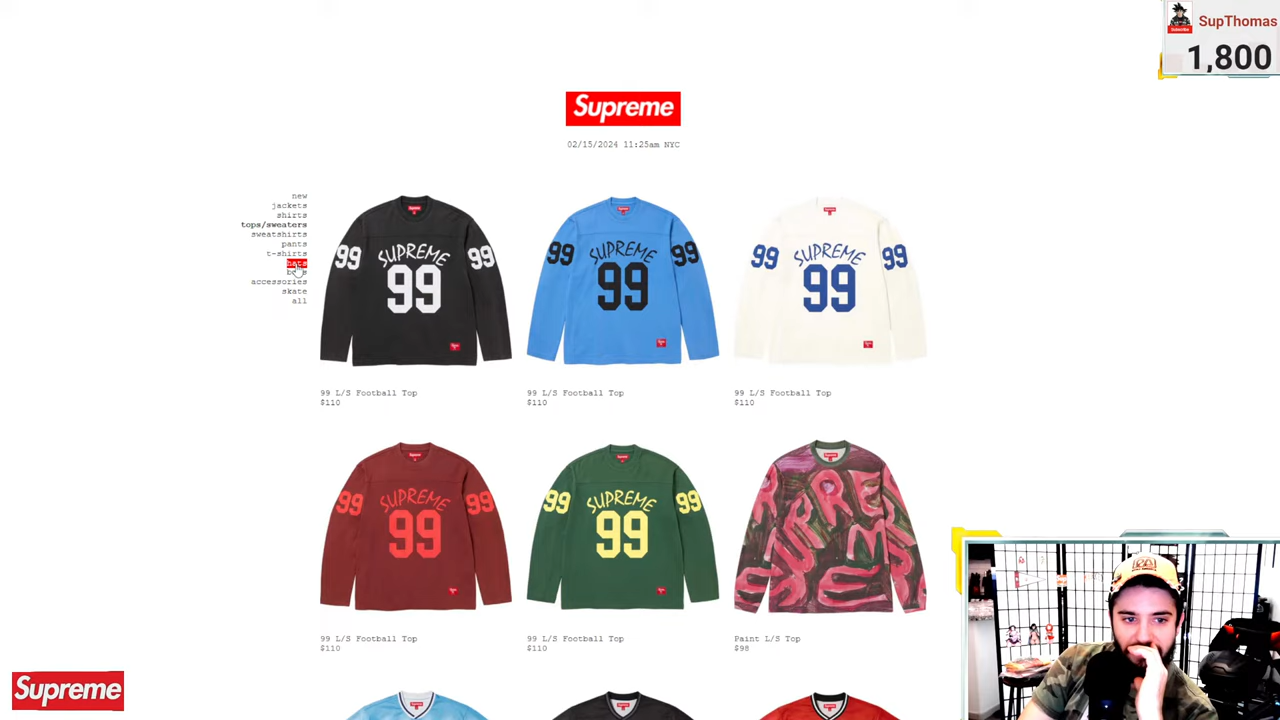 SupThomas
Subscribe
1,800
Supreme
02/15/2024 11:25am NYC
new
jackets
shirts
tops/sweaters
sweatshirts
pants
t-shirts
hats
accessories
skate
all
99 SUPREME 99
99
99 SUPREME 99
99
99 SUPREME 99
99
99 L/S Football Top
$110
99 L/S Football Top
$110
99 L/S Football Top
$110
99 SUPREME 99
99
99 SUPREME 99
99
99 L/S Football Top
$110
99 L/S Football Top
$110
Paint L/S Top
$98
Supreme